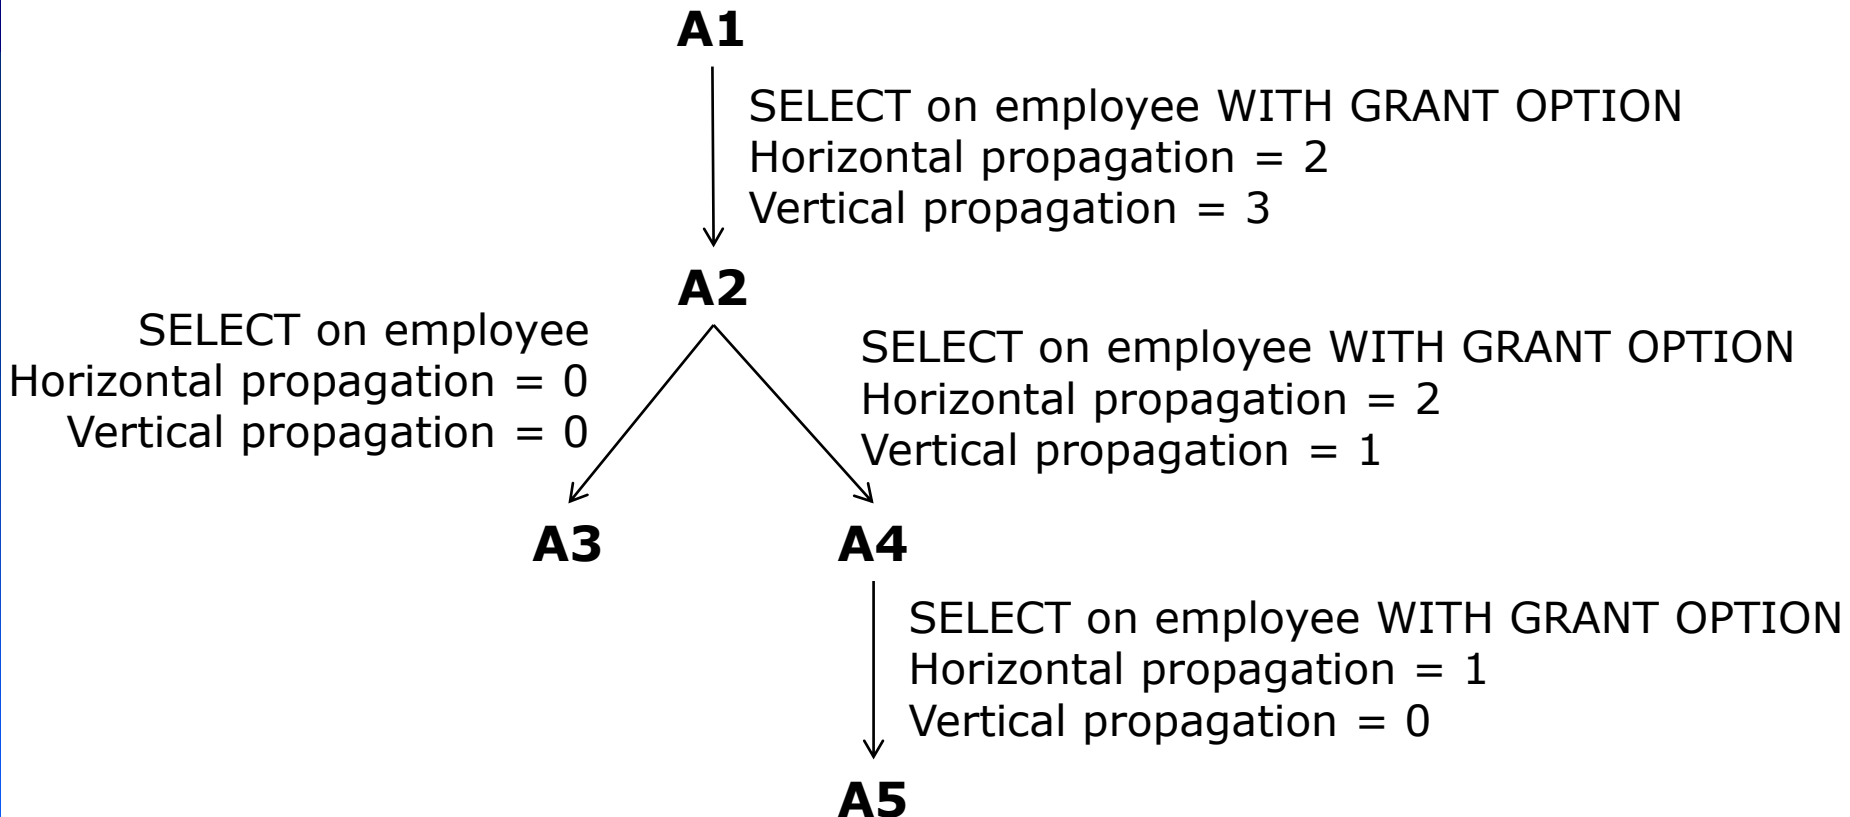 A1
SELECT on employee WITH GRANT OPTION
Horizontal propagation = 2
Vertical propagation = 3
A2
SELECT on employee
Horizontal propagation = 0
Vertical propagation = 0
SELECT on employee WITH GRANT OPTION
Horizontal propagation = 2
Vertical propagation = 1
A3
A4
SELECT on employee WITH GRANT OPTION
Horizontal propagation = 1
Vertical propagation = 0
A5